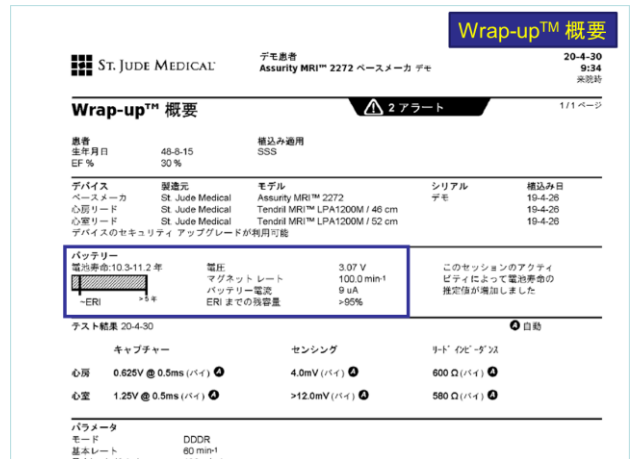 Wrap-up™ 概要
ST. JUDE MEDICAL
デモ患者
Assurity MRI™ 2272 ペースメーカ デモ
20-4-30
9:34
来院時
Wrap-up™ 概要
2 アラート
1/1 ページ
患者
生年月日 48-8-15
EF % 30 %
植込み適用
SSS
デバイス 製造元 モデル シリアル 植込み日
ペースメーカ St. Jude Medical Assurity MRI™ 2272 デモ 19-4-26
心房リード St. Jude Medical Tendril MRI™ LPA1200M / 46 cm 19-4-26
心室リード St. Jude Medical Tendril MRI™ LPA1200M / 52 cm 19-4-26
デバイスのセキュリティ アップグレードが利用可能
バッテリー
電池寿命:10.3-11.2 年
~ERI >5年
電圧 3.07 V
マグネット レート 100.0 min-1
バッテリー電流 9 uA
ERI までの残容量 >95%
このセッションのアクティ
ビティによって電池寿命の
推定値が増加しました
テスト結果 20-4-30 A 自動
キャプチャー センシング リード インピーダンス
心房 0.625V @ 0.5ms (バイ) A 4.0mV (バイ) A 600 Ω (バイ) A
心室 1.25V @ 0.5ms (バイ) A >12.0mV (バイ) A 580 Ω (バイ) A
パラメータ
モード DDDR
基本レート 60 min-1